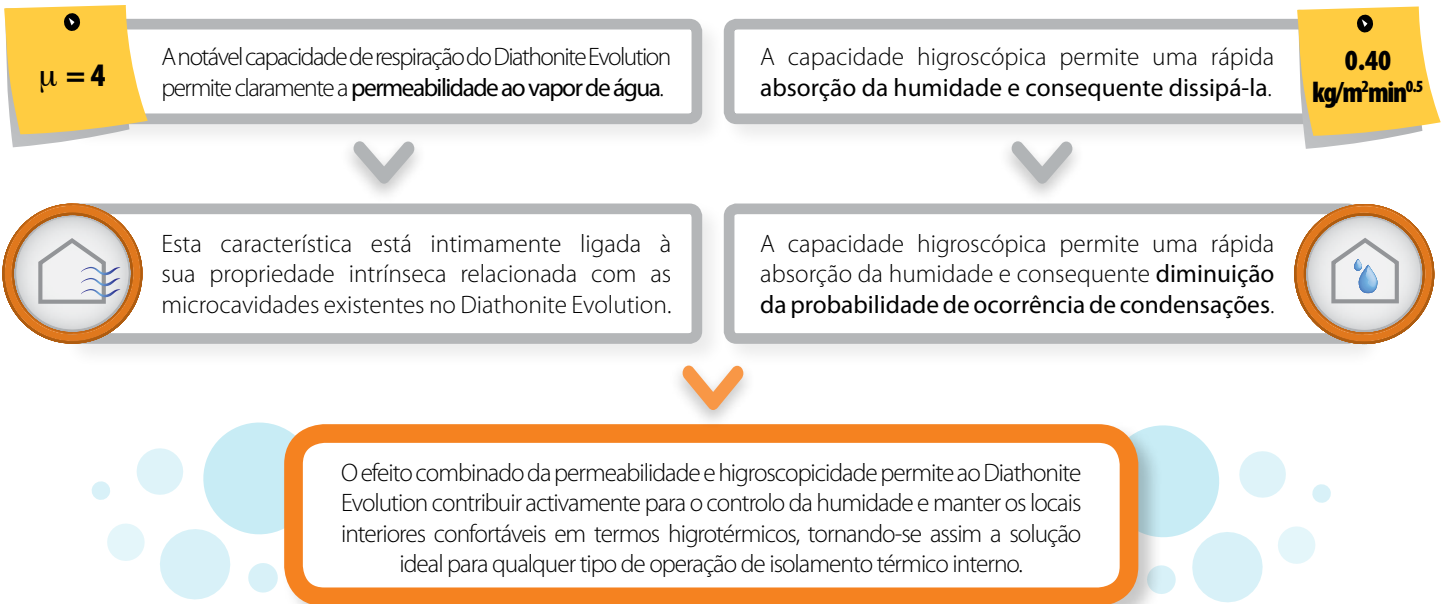 μ = 4
A notável capacidade de respiração do Diathonite Evolution
permite claramente a permeabilidade ao vapor de água.
A capacidade higroscópica permite uma rápida
absorção da humidade e consequente dissipá-la.
0.40
kg/m²min⁰·⁵
Esta característica está intimamente ligada à
sua propriedade intrínseca relacionada com as
microcavidades existentes no Diathonite Evolution.
A capacidade higroscópica permite uma rápida
absorção da humidade e consequente diminuição
da probabilidade de ocorrência de condensações.
O efeito combinado da permeabilidade e higroscopicidade permite ao Diathonite
Evolution contribuir activamente para o controlo da humidade e manter os locais
interiores confortáveis em termos higrotérmicos, tornando-se assim a solução
ideal para qualquer tipo de operação de isolamento térmico interno.